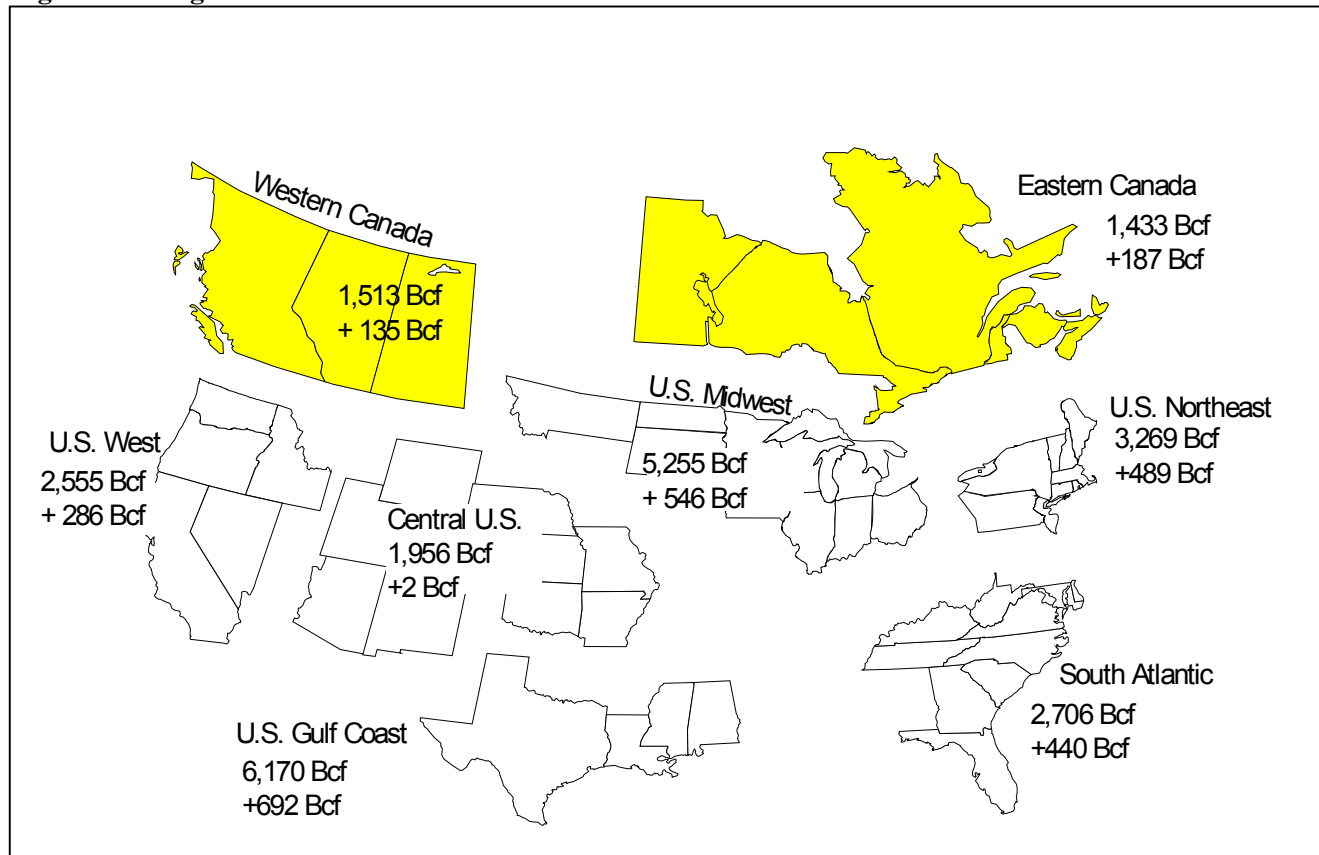 Western Canada
1,513 Bcf
+ 135 Bcf
Eastern Canada
1,433 Bcf
+187 Bcf
U.S. Midwest
5,255 Bcf
+ 546 Bcf
U.S. Northeast
3,269 Bcf
+489 Bcf
U.S. West
2,555 Bcf
+ 286 Bcf
Central U.S.
1,956 Bcf
+2 Bcf
South Atlantic
2,706 Bcf
+440 Bcf
U.S. Gulf Coast
6,170 Bcf
+692 Bcf